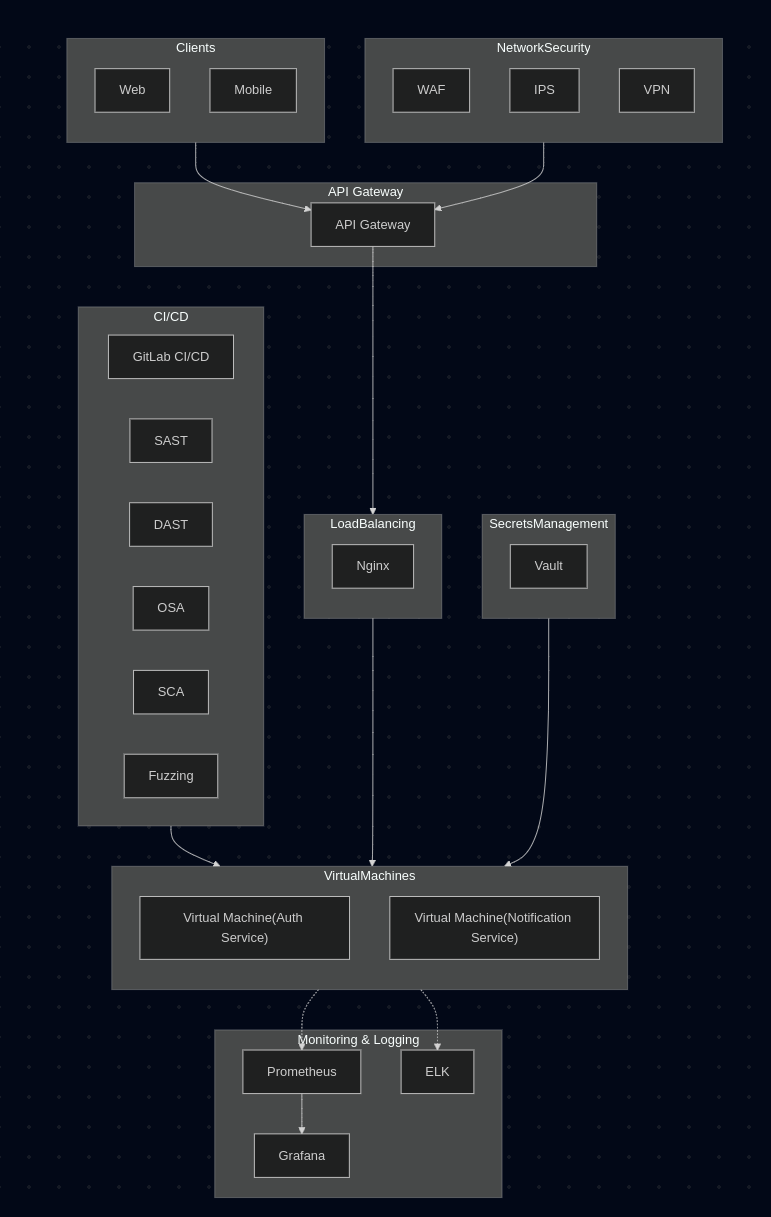 Clients
Web
Mobile
NetworkSecurity
WAF
IPS
VPN
API Gateway
API Gateway
CI/CD
GitLab CI/CD
SAST
DAST
OSA
SCA
Fuzzing
LoadBalancing
Nginx
SecretsManagement
Vault
VirtualMachines
Virtual Machine(Auth
Service)
Virtual Machine(Notification
Service)
Monitoring & Logging
Prometheus
ELK
Grafana